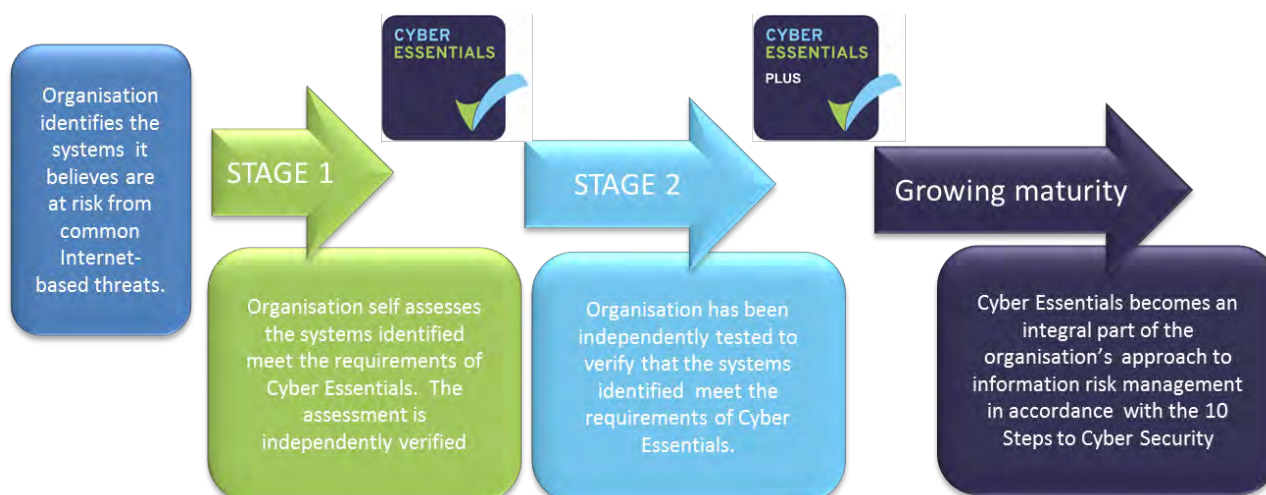 Organisation
identifies the
systems it
believes are
at risk from
common
Internet-
based threats.
STAGE 1
CYBER
ESSENTIALS
Organisation self assesses
the systems identified
meet the requirements of
Cyber Essentials. The
assessment is
independently verified
STAGE 2
CYBER
ESSENTIALS
PLUS
Organisation has been
independently tested to
verify that the systems
identified meet the
requirements of Cyber
Essentials.
Growing maturity
Cyber Essentials becomes an
integral part of the
organisation's approach to
information risk management
in accordance with the 10
Steps to Cyber Security